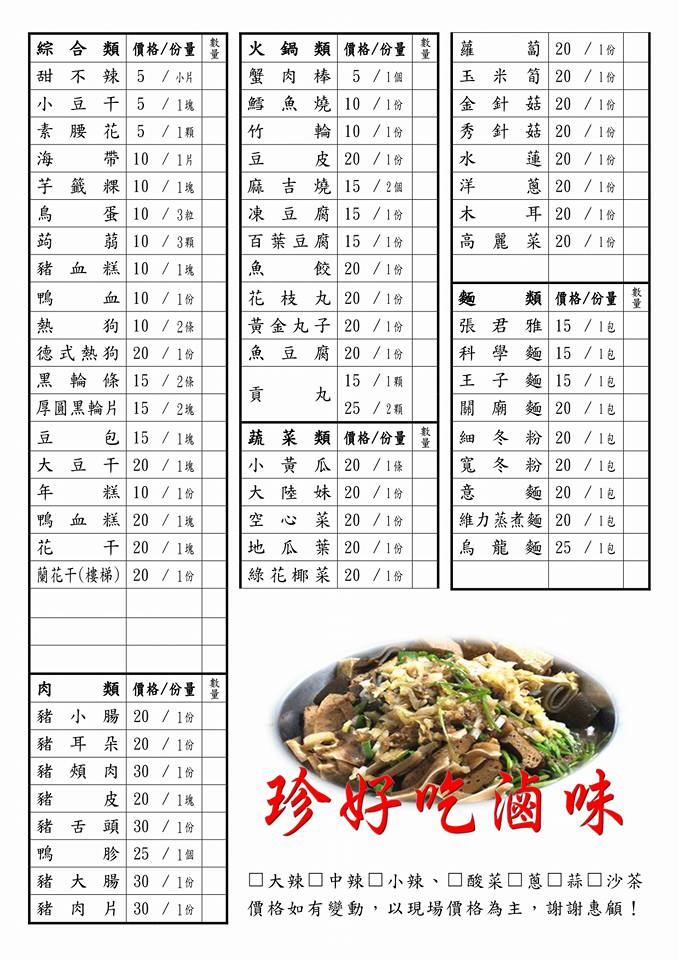 綜合類 價格/份量 數量
甜不辣 5 /小片
小豆干 5 /1塊
素腰花 5 /1顆
海帶 10 /1片
芋籤粿 10 /1塊
鳥蛋 10 /3粒
蒟蒻 10 /3顆
豬血糕 10 /1塊
鴨血 10 /1份
熱狗 10 /2條
德式熱狗 20 /1份
黑輪條 15 /2條
厚圓黑輪片 15 /2塊
豆包 15 /1塊
大豆干 20 /1塊
年糕 10 /1份
鴨血糕 20 /1塊
花干 20 /1塊
蘭花干(樓梯) 20 /1份
肉類 價格/份量 數量
豬小腸 20 /1份
豬耳朵 20 /1份
豬頰肉 30 /1份
豬皮 20 /1塊
豬舌頭 30 /1份
鴨胗 25 /1個
豬大腸 30 /1份
豬肉片 30 /1份
火鍋類 價格/份量 數量
蟹肉棒 5 /1個
鱈魚燒 10 /1份
竹輪 10 /1份
豆皮 20 /1份
麻吉燒 15 /2個
凍豆腐 15 /1份
百葉豆腐 15 /1份
魚餃 20 /1份
花枝丸 20 /1份
黃金丸子 20 /1份
魚豆腐 20 /1份
貢丸 15 /1顆
25 /2顆
蔬菜類 價格/份量 數量
小黃瓜 20 /1條
大陸妹 20 /1份
空心菜 20 /1份
地瓜葉 20 /1份
綠花椰菜 20 /1份
蘿蔔 20 /1份
玉米筍 20 /1份
金針菇 20 /1份
秀針菇 20 /1份
水蓮 20 /1份
洋蔥 20 /1份
木耳 20 /1份
高麗菜 20 /1份
麵類 價格/份量 數量
張君雅 15 /1包
科學麵 15 /1包
王子麵 15 /1包
關廟麵 20 /1份
細冬粉 20 /1份
寬冬粉 20 /1份
意麵 20 /1份
維力蒸煮麵 20 /1份
烏龍麵 25 /1包
珍好吃滷味
□大辣□中辣□小辣、□酸菜□蔥□蒜□沙茶
價格如有變動，以現場價格為主，謝謝惠顧！